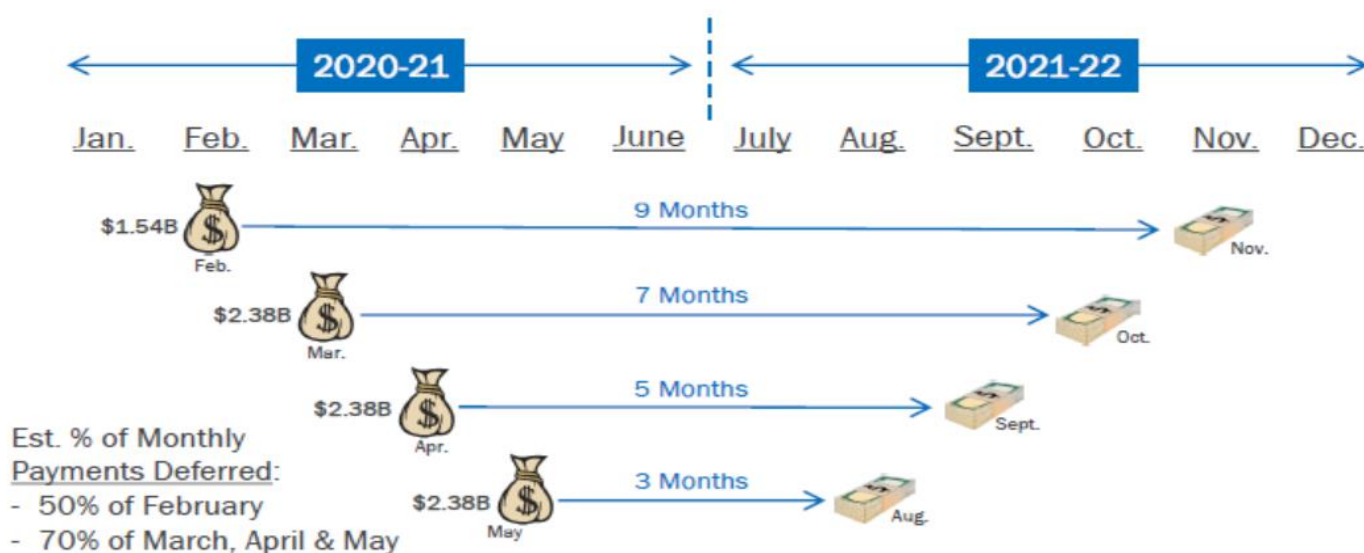 2020-21 2021-22
Jan. Feb. Mar. Apr. May June July Aug. Sept. Oct. Nov. Dec.
9 Months
$1.54B $
Feb. Nov.
7 Months
$2.38B $
Mar. Oct.
5 Months
$2.38B $
Apr. Sept.
3 Months
$2.38B $
May Aug.
Est. % of Monthly
Payments Deferred:
- 50% of February
- 70% of March, April & May